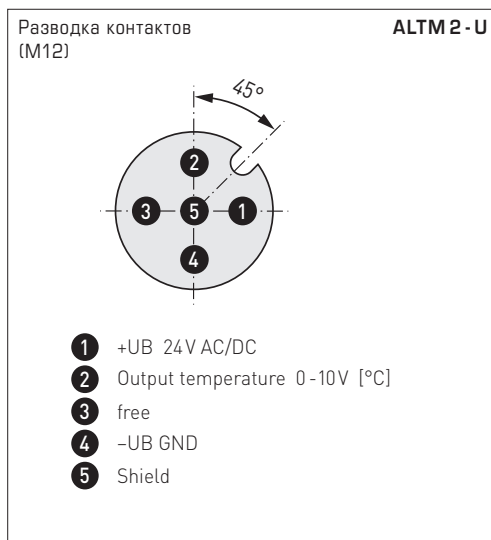 Разводка контактов ALTM 2 - U
(M12)
45°
2
3 5 1
4
1 +UB 24 V AC/DC
2 Output temperature 0 -10 V [°C]
3 free
4 –UB GND
5 Shield